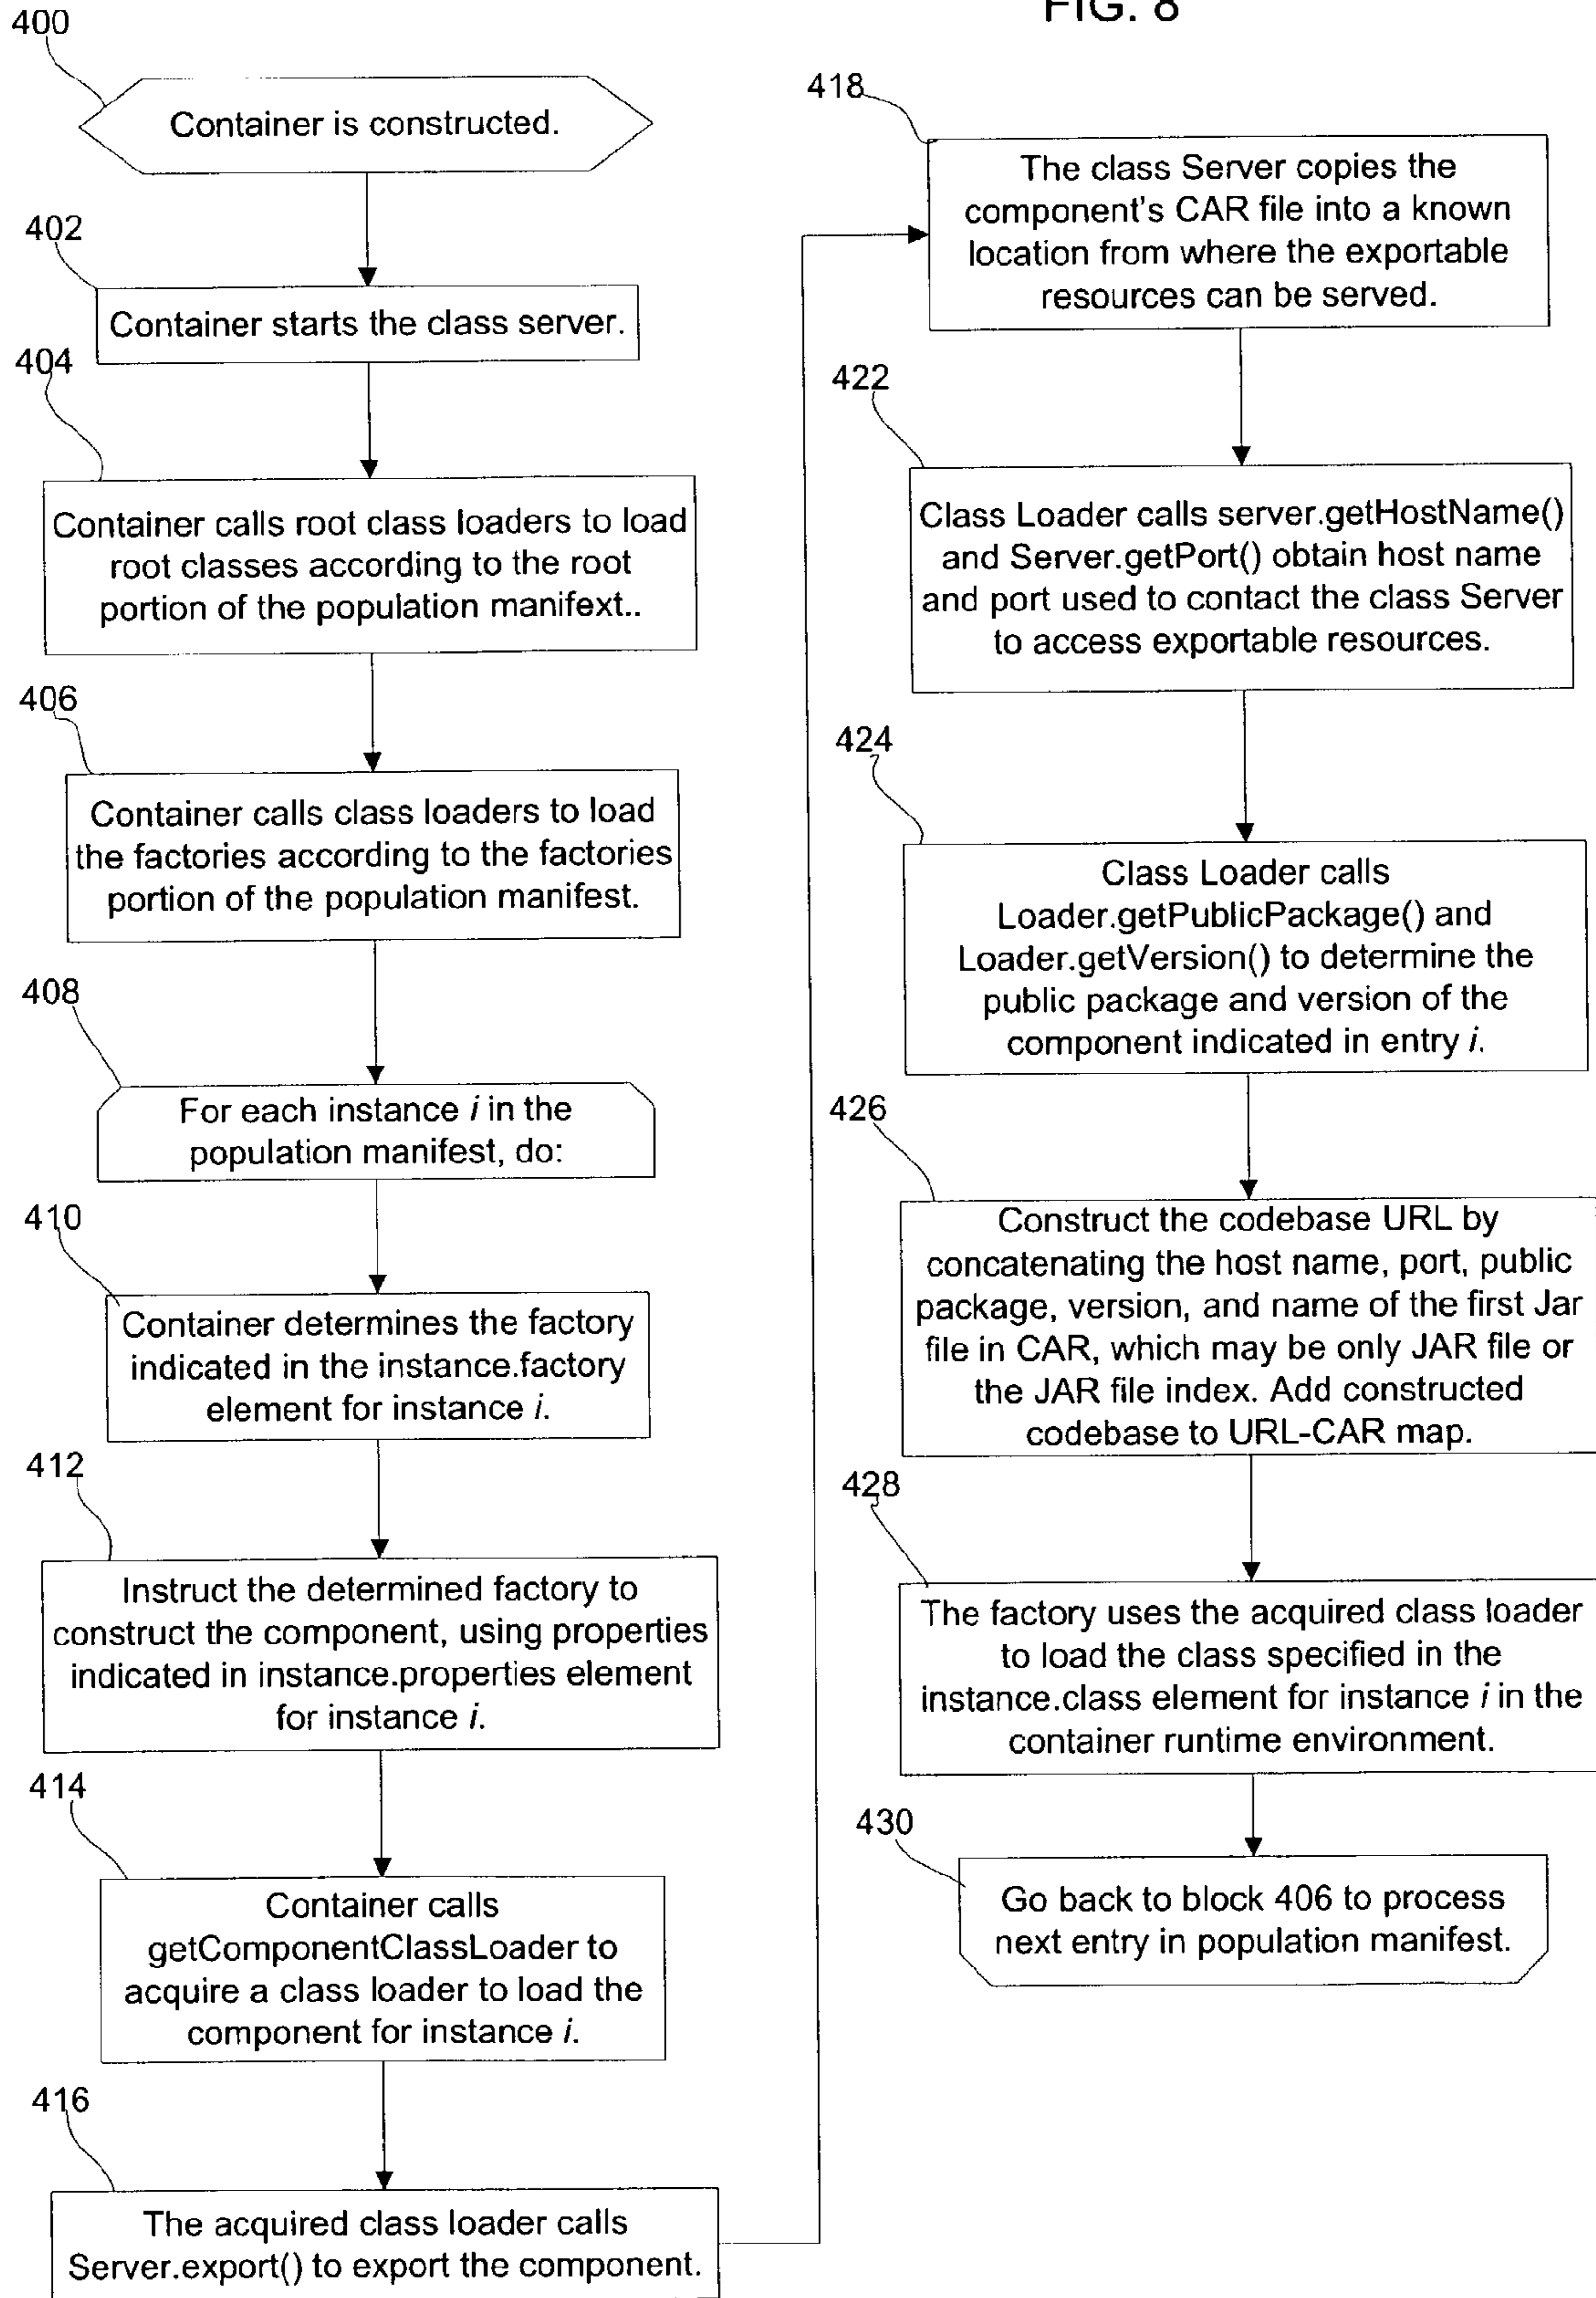 FIG. 8
400
Container is constructed.
402
Container starts the class server.
404
Container calls root class loaders to load
root classes according to the root
portion of the population manifext..
406
Container calls class loaders to load
the factories according to the factories
portion of the population manifest.
408
For each instance i in the
population manifest, do:
410
Container determines the factory
indicated in the instance.factory
element for instance i.
412
Instruct the determined factory to
construct the component, using properties
indicated in instance.properties element
for instance i.
414
Container calls
getComponentClassLoader to
acquire a class loader to load the
component for instance i.
416
The acquired class loader calls
Server.export() to export the component.
418
The class Server copies the
component's CAR file into a known
location from where the exportable
resources can be served.
422
Class Loader calls server.getHostName()
and Server.getPort() obtain host name
and port used to contact the class Server
to access exportable resources.
424
Class Loader calls
Loader.getPublicPackage() and
Loader.getVersion() to determine the
public package and version of the
component indicated in entry i.
426
Construct the codebase URL by
concatenating the host name, port, public
package, version, and name of the first Jar
file in CAR, which may be only JAR file or
the JAR file index. Add constructed
codebase to URL-CAR map.
428
The factory uses the acquired class loader
to load the class specified in the
instance.class element for instance i in the
container runtime environment.
430
Go back to block 406 to process
next entry in population manifest.